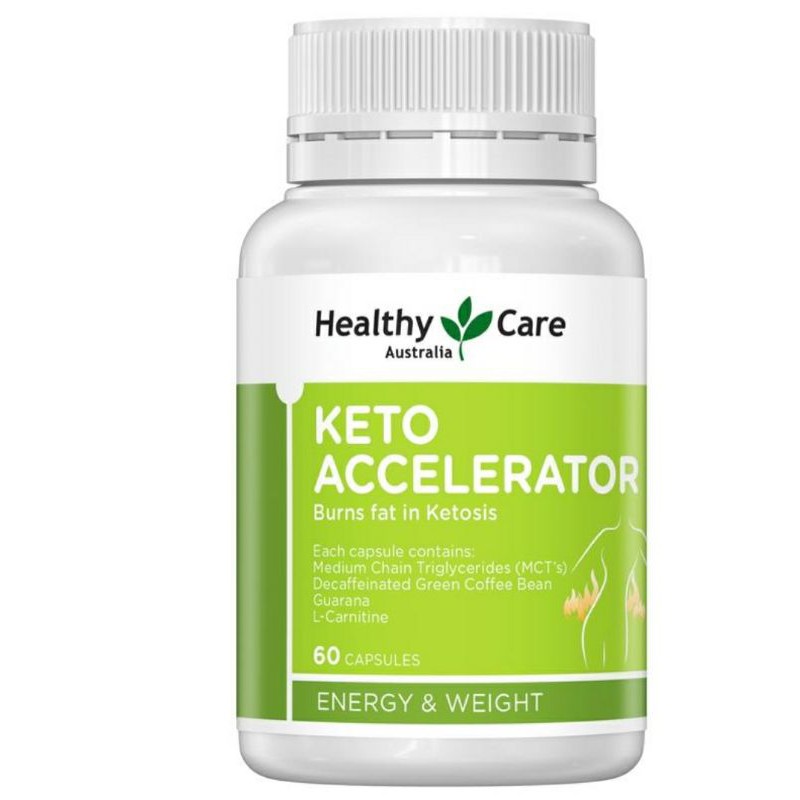 Healthy Care
Australia
KETO
ACCELERATOR
Burns fat in Ketosis
Each capsule contains:
Medium Chain Triglycerides (MCT's)
Decaffeinated Green Coffee Bean
Guarana
L-Carnitine
60 CAPSULES
ENERGY & WEIGHT